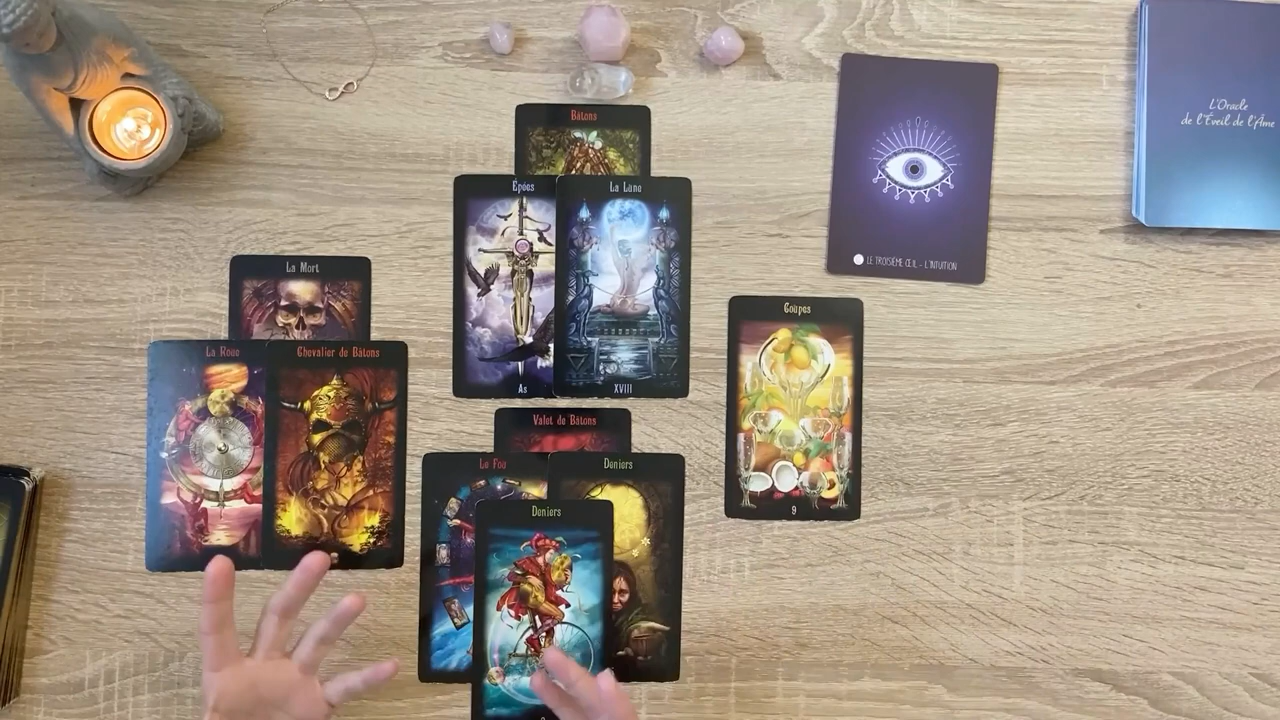 Bâtons
Épées
As
La Lune
XVIII
LE TROISIÈME ŒIL - L'INTUITION
L'Oracle
de l'Éveil de l'Âme
La Mort
La Roue
Chevalier de Bâtons
Coupes
9
Valet de Bâtons
Le Fou
Deniers
Deniers